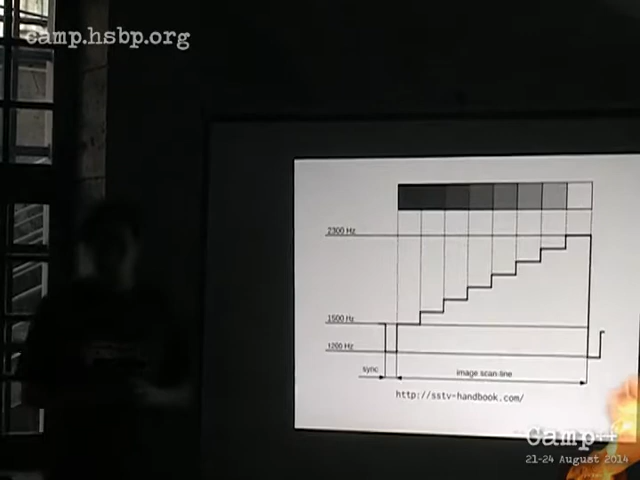 camp.hsbp.org
2300 Hz
1500 Hz
1200 Hz
sync
image scan-line
http://sstv-handbook.com/
Camp++
21-24 August 2014